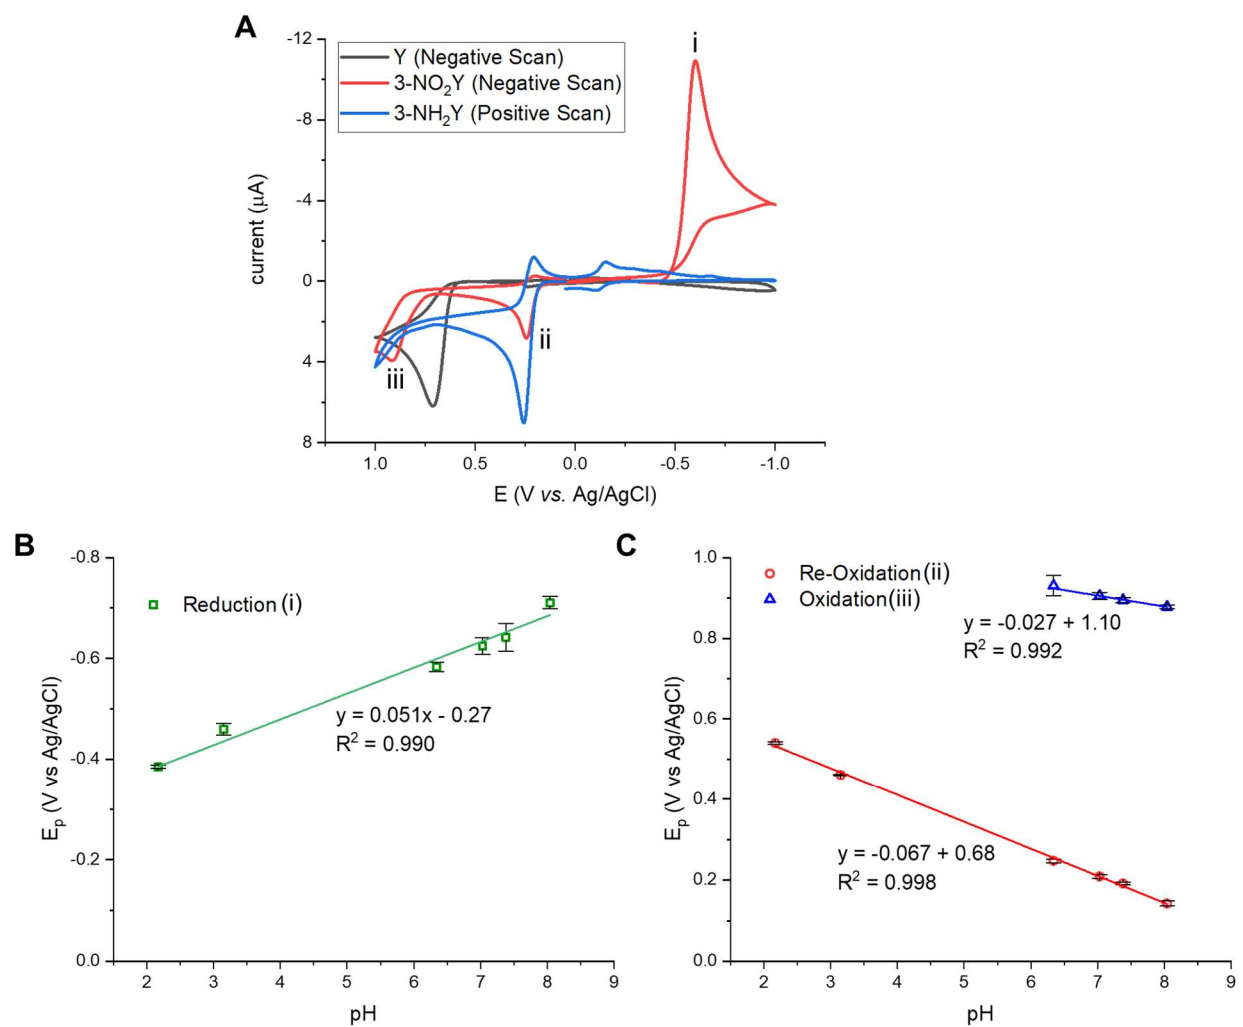 A
Y (Negative Scan)
3-NO₂Y (Negative Scan)
3-NH₂Y (Positive Scan)
i
ii
iii
-12
-8
-4
0
4
8
current (μA)
1.0 0.5 0.0 -0.5 -1.0
E (V vs. Ag/AgCl)
B
Reduction (i)
y = 0.051x - 0.27
R² = 0.990
-0.8
-0.6
-0.4
-0.2
0.0
Eₚ (V vs Ag/AgCl)
2 3 4 5 6 7 8 9
pH
C
Re-Oxidation (ii)
Oxidation (iii)
y = -0.027 + 1.10
R² = 0.992
y = -0.067 + 0.68
R² = 0.998
1.0
0.8
0.6
0.4
0.2
0.0
Eₚ (V vs Ag/AgCl)
2 3 4 5 6 7 8 9
pH